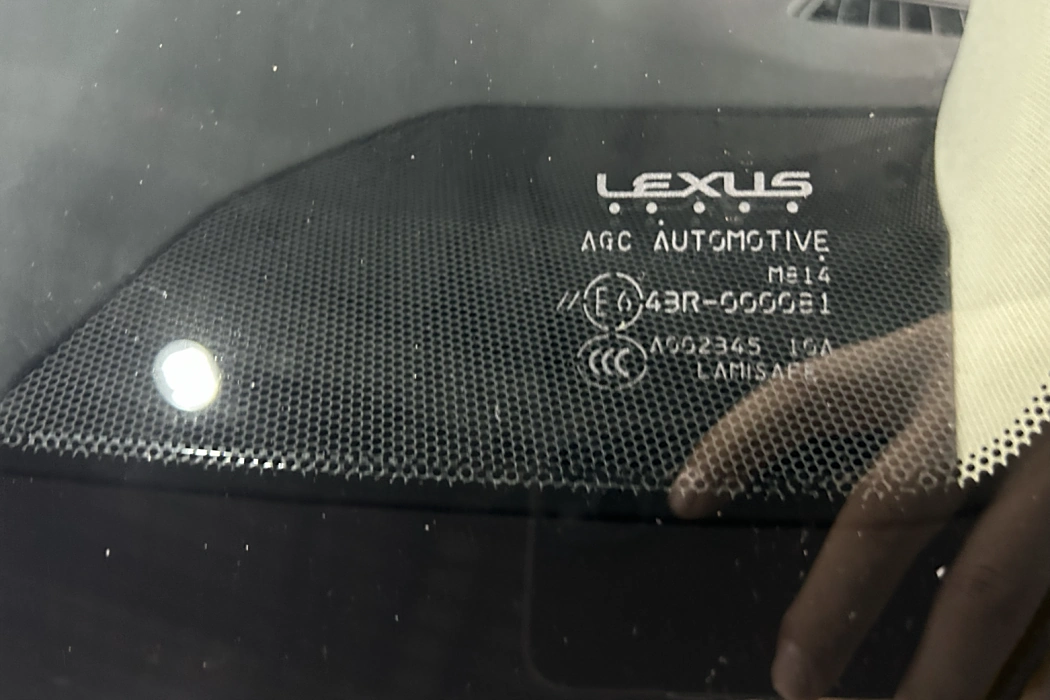 LEXUS
AGC AUTOMOTIVE
M814
//E6 43R-000081
CCC A002345 10A
LAMISAFE